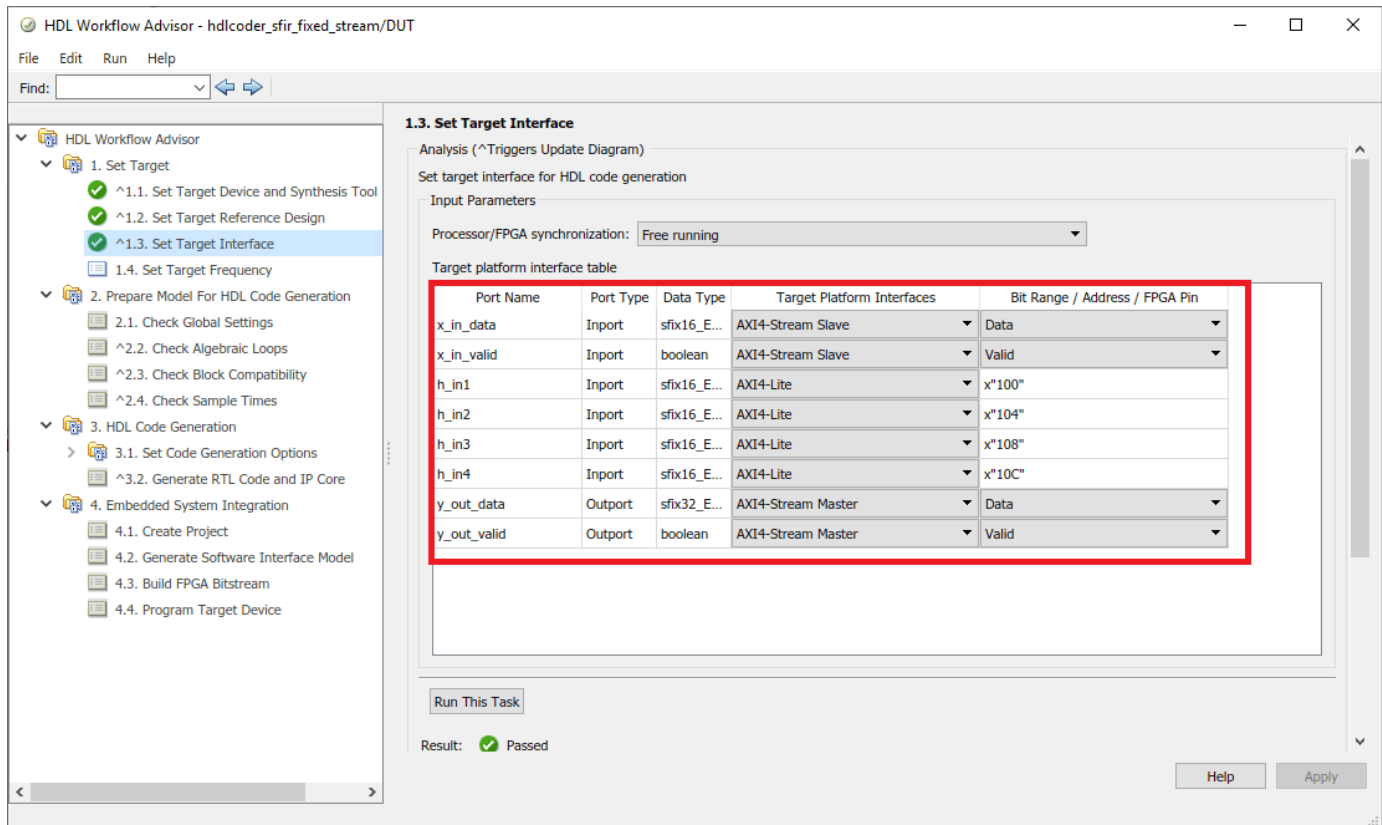 HDL Workflow Advisor - hdlcoder_sfir_fixed_stream/DUT
File Edit Run Help
Find:
HDL Workflow Advisor
1. Set Target
^1.1. Set Target Device and Synthesis Tool
^1.2. Set Target Reference Design
^1.3. Set Target Interface
1.4. Set Target Frequency
2. Prepare Model For HDL Code Generation
2.1. Check Global Settings
^2.2. Check Algebraic Loops
^2.3. Check Block Compatibility
^2.4. Check Sample Times
3. HDL Code Generation
3.1. Set Code Generation Options
^3.2. Generate RTL Code and IP Core
4. Embedded System Integration
4.1. Create Project
4.2. Generate Software Interface Model
4.3. Build FPGA Bitstream
4.4. Program Target Device
1.3. Set Target Interface
Analysis (^Triggers Update Diagram)
Set target interface for HDL code generation
Input Parameters
Processor/FPGA synchronization: Free running
Target platform interface table
Port Name Port Type Data Type Target Platform Interfaces Bit Range / Address / FPGA Pin
x_in_data Inport sfix16_E... AXI4-Stream Slave Data
x_in_valid Inport boolean AXI4-Stream Slave Valid
h_in1 Inport sfix16_E... AXI4-Lite x"100"
h_in2 Inport sfix16_E... AXI4-Lite x"104"
h_in3 Inport sfix16_E... AXI4-Lite x"108"
h_in4 Inport sfix16_E... AXI4-Lite x"10C"
y_out_data Outport sfix32_E... AXI4-Stream Master Data
y_out_valid Outport boolean AXI4-Stream Master Valid
Run This Task
Result: Passed
Help Apply